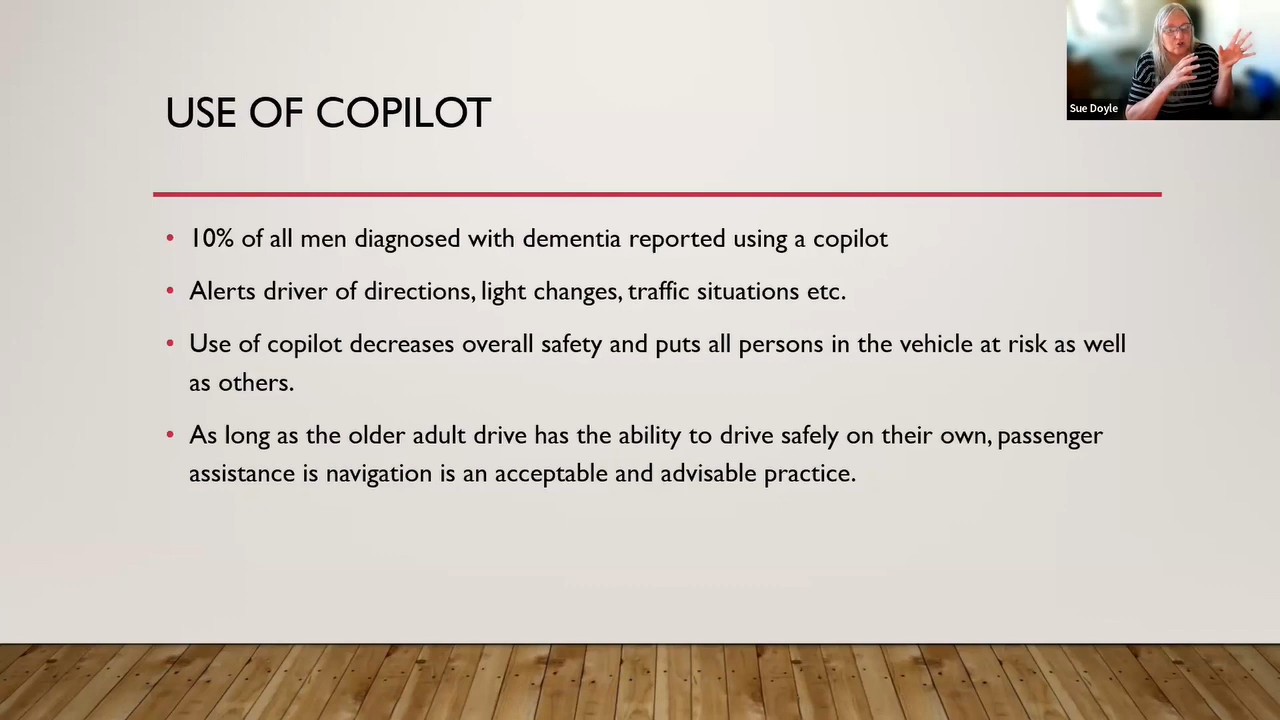 USE OF COPILOT
Sue Doyle
• 10% of all men diagnosed with dementia reported using a copilot
• Alerts driver of directions, light changes, traffic situations etc.
• Use of copilot decreases overall safety and puts all persons in the vehicle at risk as well
as others.
• As long as the older adult drive has the ability to drive safely on their own, passenger
assistance is navigation is an acceptable and advisable practice.